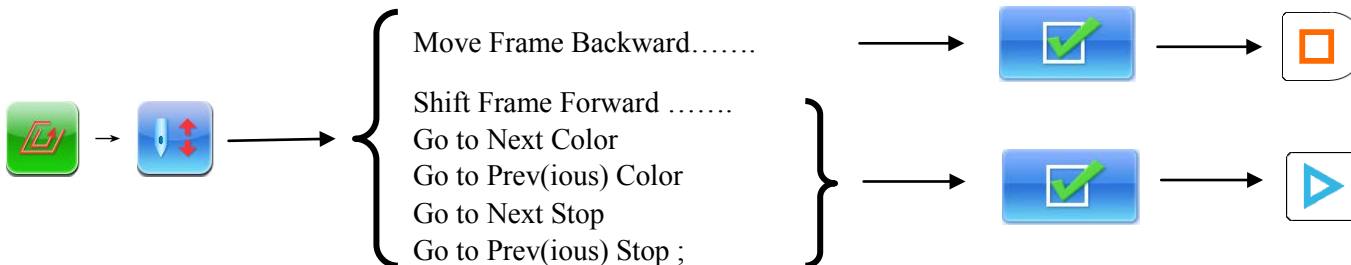 Move Frame Backward…….
Shift Frame Forward …….
Go to Next Color
Go to Prev(ious) Color
Go to Next Stop
Go to Prev(ious) Stop ;